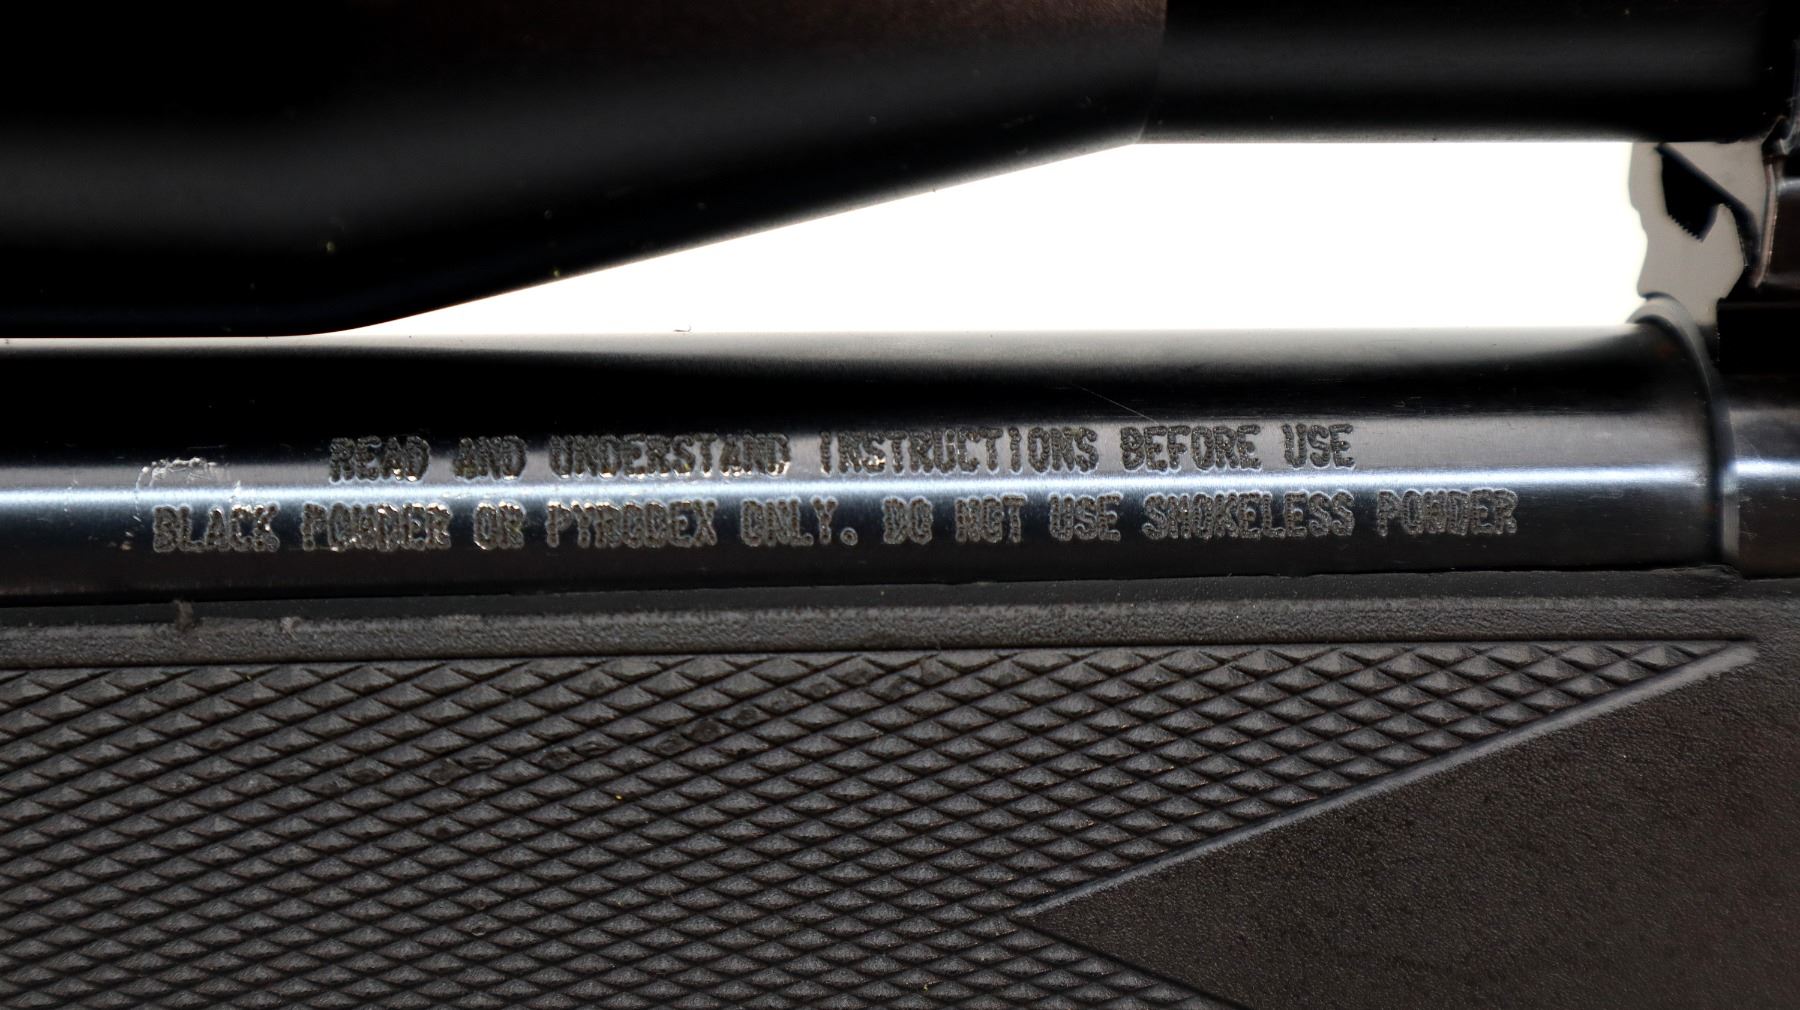 READ AND UNDERSTAND INSTRUCTIONS BEFORE USE
BLACK POWDER OR PYRODEX ONLY. DO NOT USE SMOKELESS POWDER